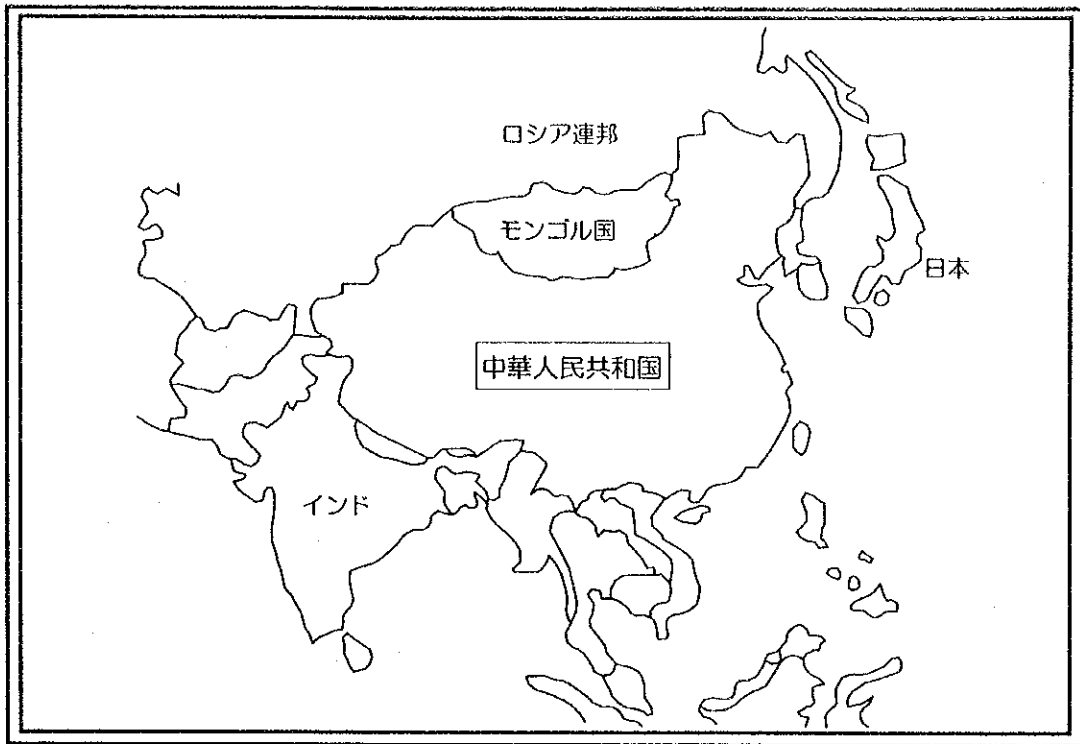 ロシア連邦
モンゴル国
日本
中華人民共和国
インド